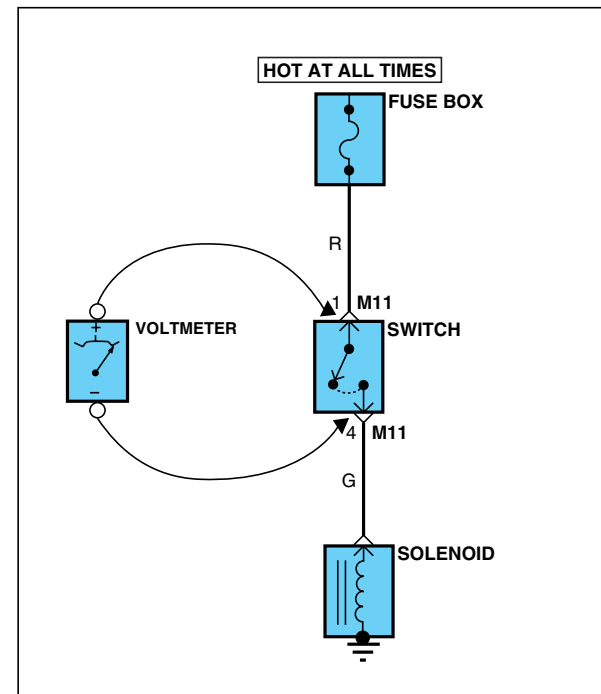 HOT AT ALL TIMES
FUSE BOX
R
1 M11
VOLTMETER
SWITCH
+
−
4 M11
G
SOLENOID